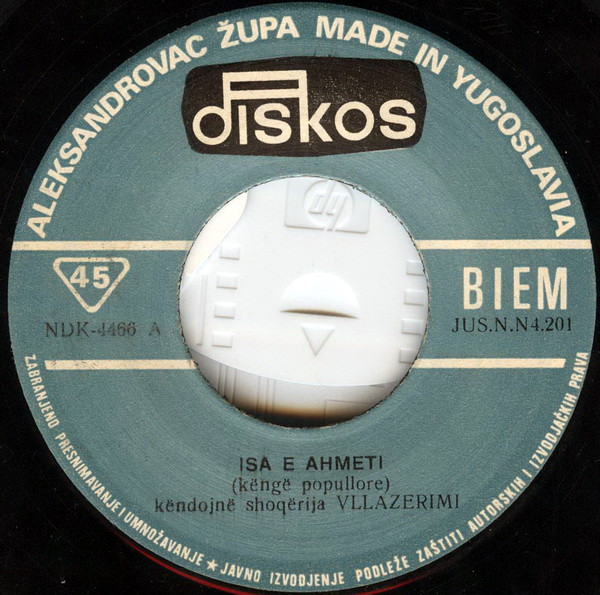 ALEKSANDROVAC ŽUPA MADE IN YUGOSLAVIA
diskos
hp
45
NDK-4466 A
BIEM
JUS.N.N4.201
ISA E AHMETI
(këngë popullore)
këndojnë shoqërija VLLAZERIMI
ZABRANJENO PRESNIMAVANJE I UMNOŽAVANJE ★ JAVNO IZVODJENJE PODLEŽE ZAŠTITI AUTORSKIH I IZVODJAČKIH PRAVA